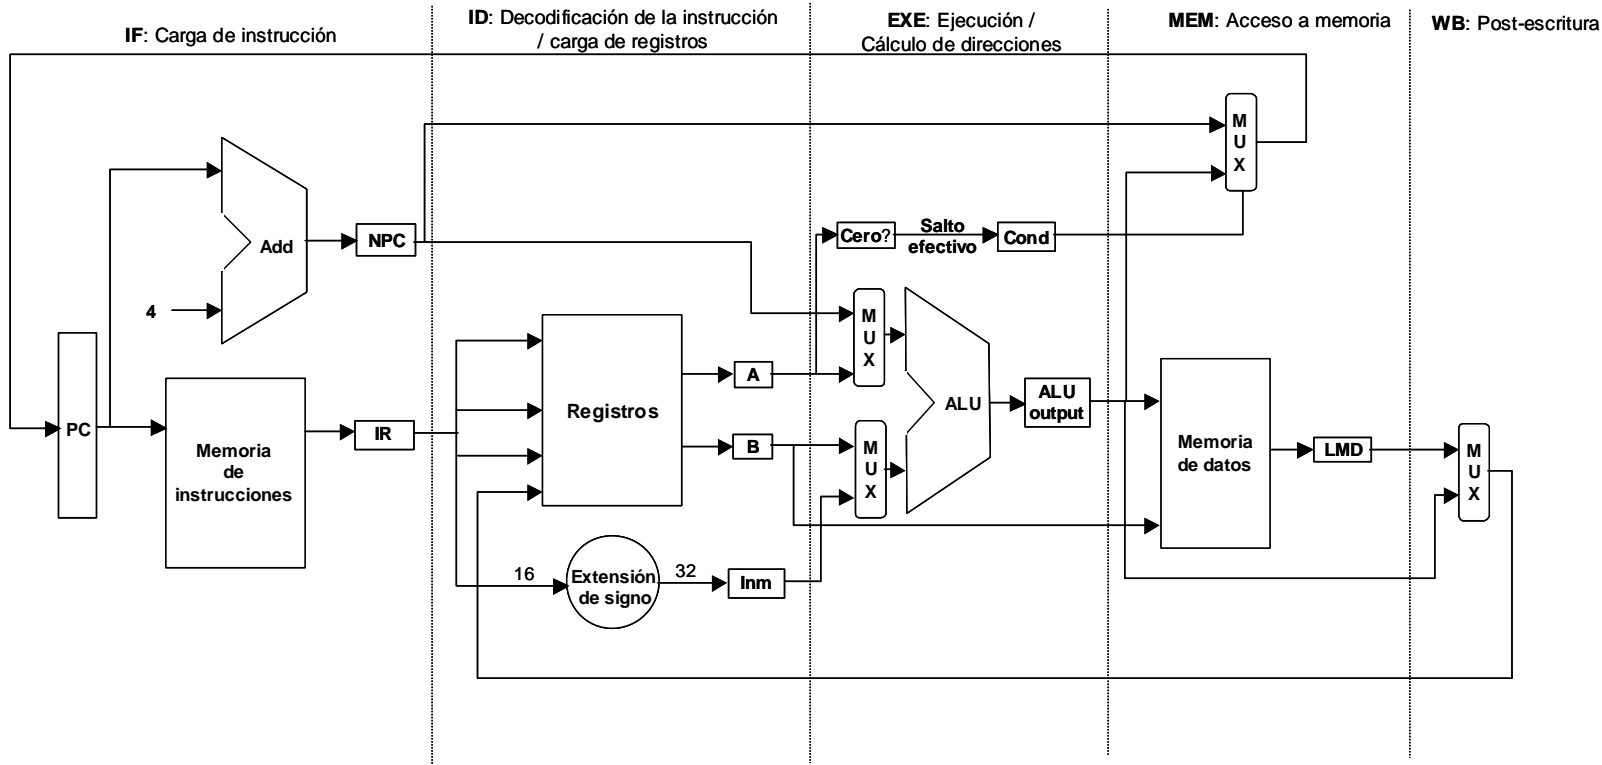 IF: Carga de instrucción
ID: Decodificación de la instrucción
/ carga de registros
EXE: Ejecución /
Cálculo de direcciones
MEM: Acceso a memoria
WB: Post-escritura
M
U
X
Add
NPC
4
Cero?
Salto
efectivo
Cond
PC
Memoria
de
instrucciones
IR
Registros
A
B
M
U
X
M
U
X
ALU
ALU
output
Memoria
de datos
LMD
M
U
X
16
Extensión
de signo
32
Inm